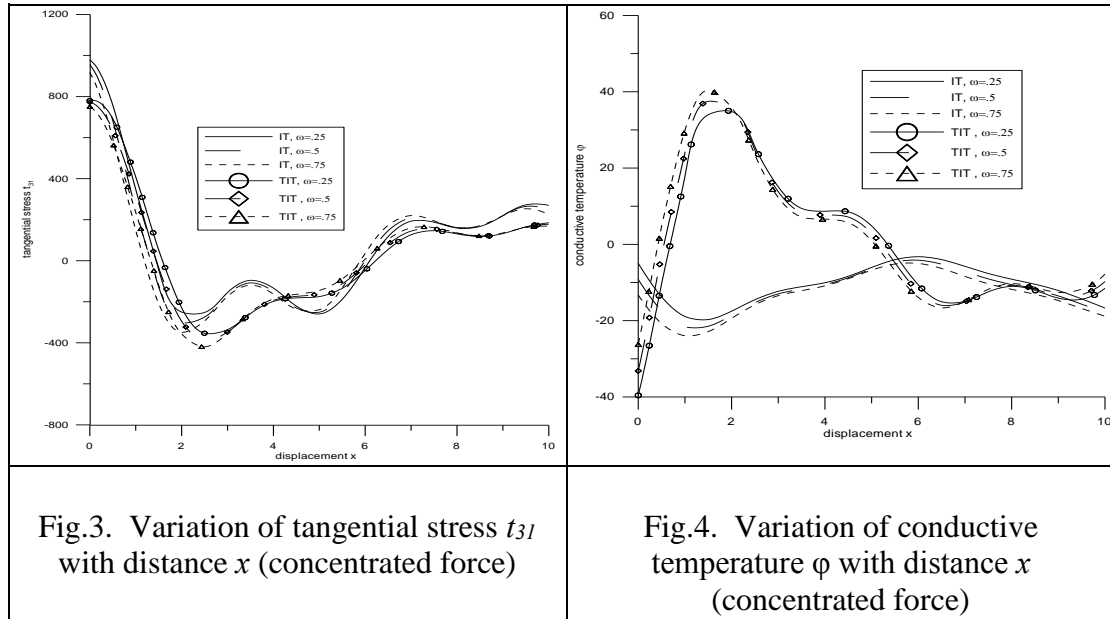 1200
800
400
0
-400
-800
tangential stress t31
IT, ω=.25
IT, ω=.5
IT, ω=.75
TIT , ω=.25
TIT , ω=.5
TIT , ω=.75
0 2 4 6 8 10
displacement x
60
40
20
0
-20
-40
conductive temperature φ
IT, ω=.25
IT, ω=.5
IT, ω=.75
TIT , ω=.25
TIT , ω=.5
TIT , ω=.75
0 2 4 6 8 10
displacement x
Fig.3. Variation of tangential stress t31
with distance x (concentrated force)
Fig.4. Variation of conductive
temperature φ with distance x
(concentrated force)